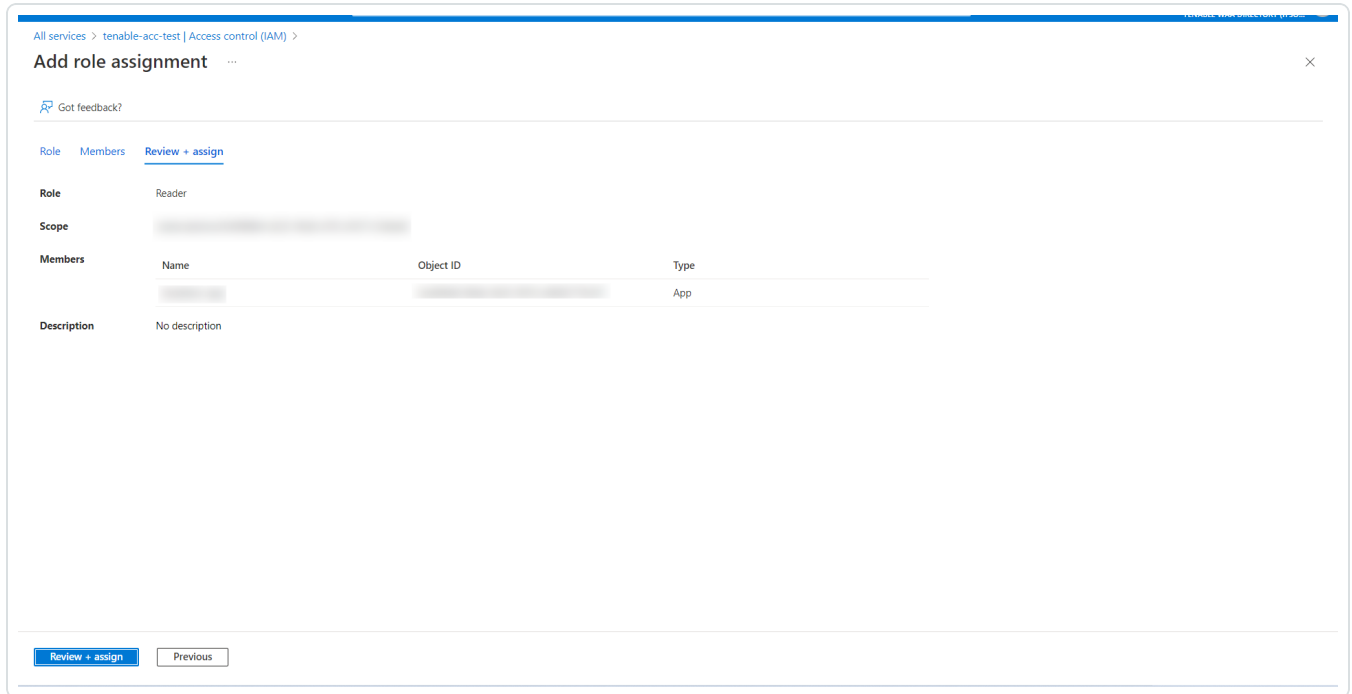 All services > tenable-acc-test | Access control (IAM) >
Add role assignment ...
Got feedback?
Role Members Review + assign
Role Reader
Scope
Members
Name Object ID Type
App
Description No description
Review + assign Previous